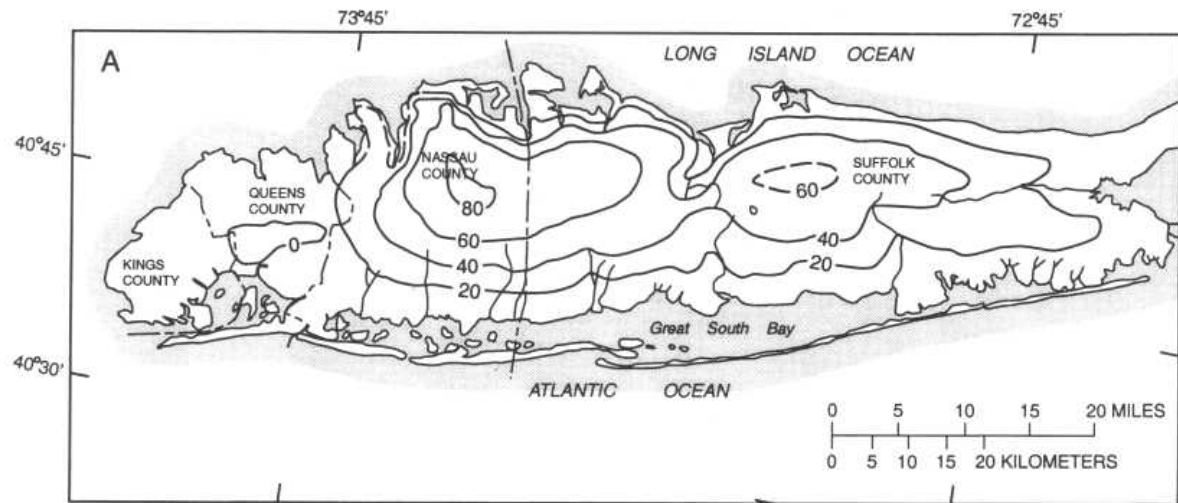 73°45'
72°45'
A
LONG ISLAND OCEAN
40°45'
NASSAU
COUNTY
SUFFOLK
COUNTY
QUEENS
COUNTY
60
80
0
60
40
KINGS
COUNTY
40
20
20
Great South Bay
40°30'
ATLANTIC OCEAN
0 5 10 15 20 MILES
0 5 10 15 20 KILOMETERS